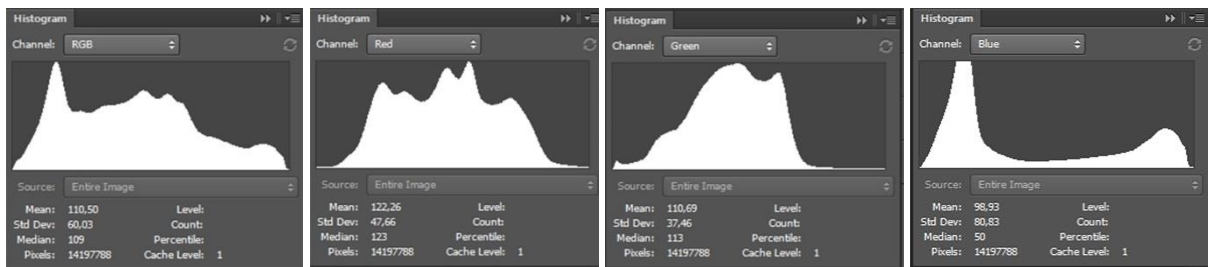 Histogram
Channel: RGB
Source: Entire Image
Mean: 110,50 Level:
Std Dev: 60,03 Count:
Median: 109 Percentile:
Pixels: 14197788 Cache Level: 1
Histogram
Channel: Red
Source: Entire Image
Mean: 122,26 Level:
Std Dev: 47,66 Count:
Median: 123 Percentile:
Pixels: 14197788 Cache Level: 1
Histogram
Channel: Green
Source: Entire Image
Mean: 110,69 Level:
Std Dev: 37,46 Count:
Median: 113 Percentile:
Pixels: 14197788 Cache Level: 1
Histogram
Channel: Blue
Source: Entire Image
Mean: 98,93 Level:
Std Dev: 80,83 Count:
Median: 50 Percentile:
Pixels: 14197788 Cache Level: 1